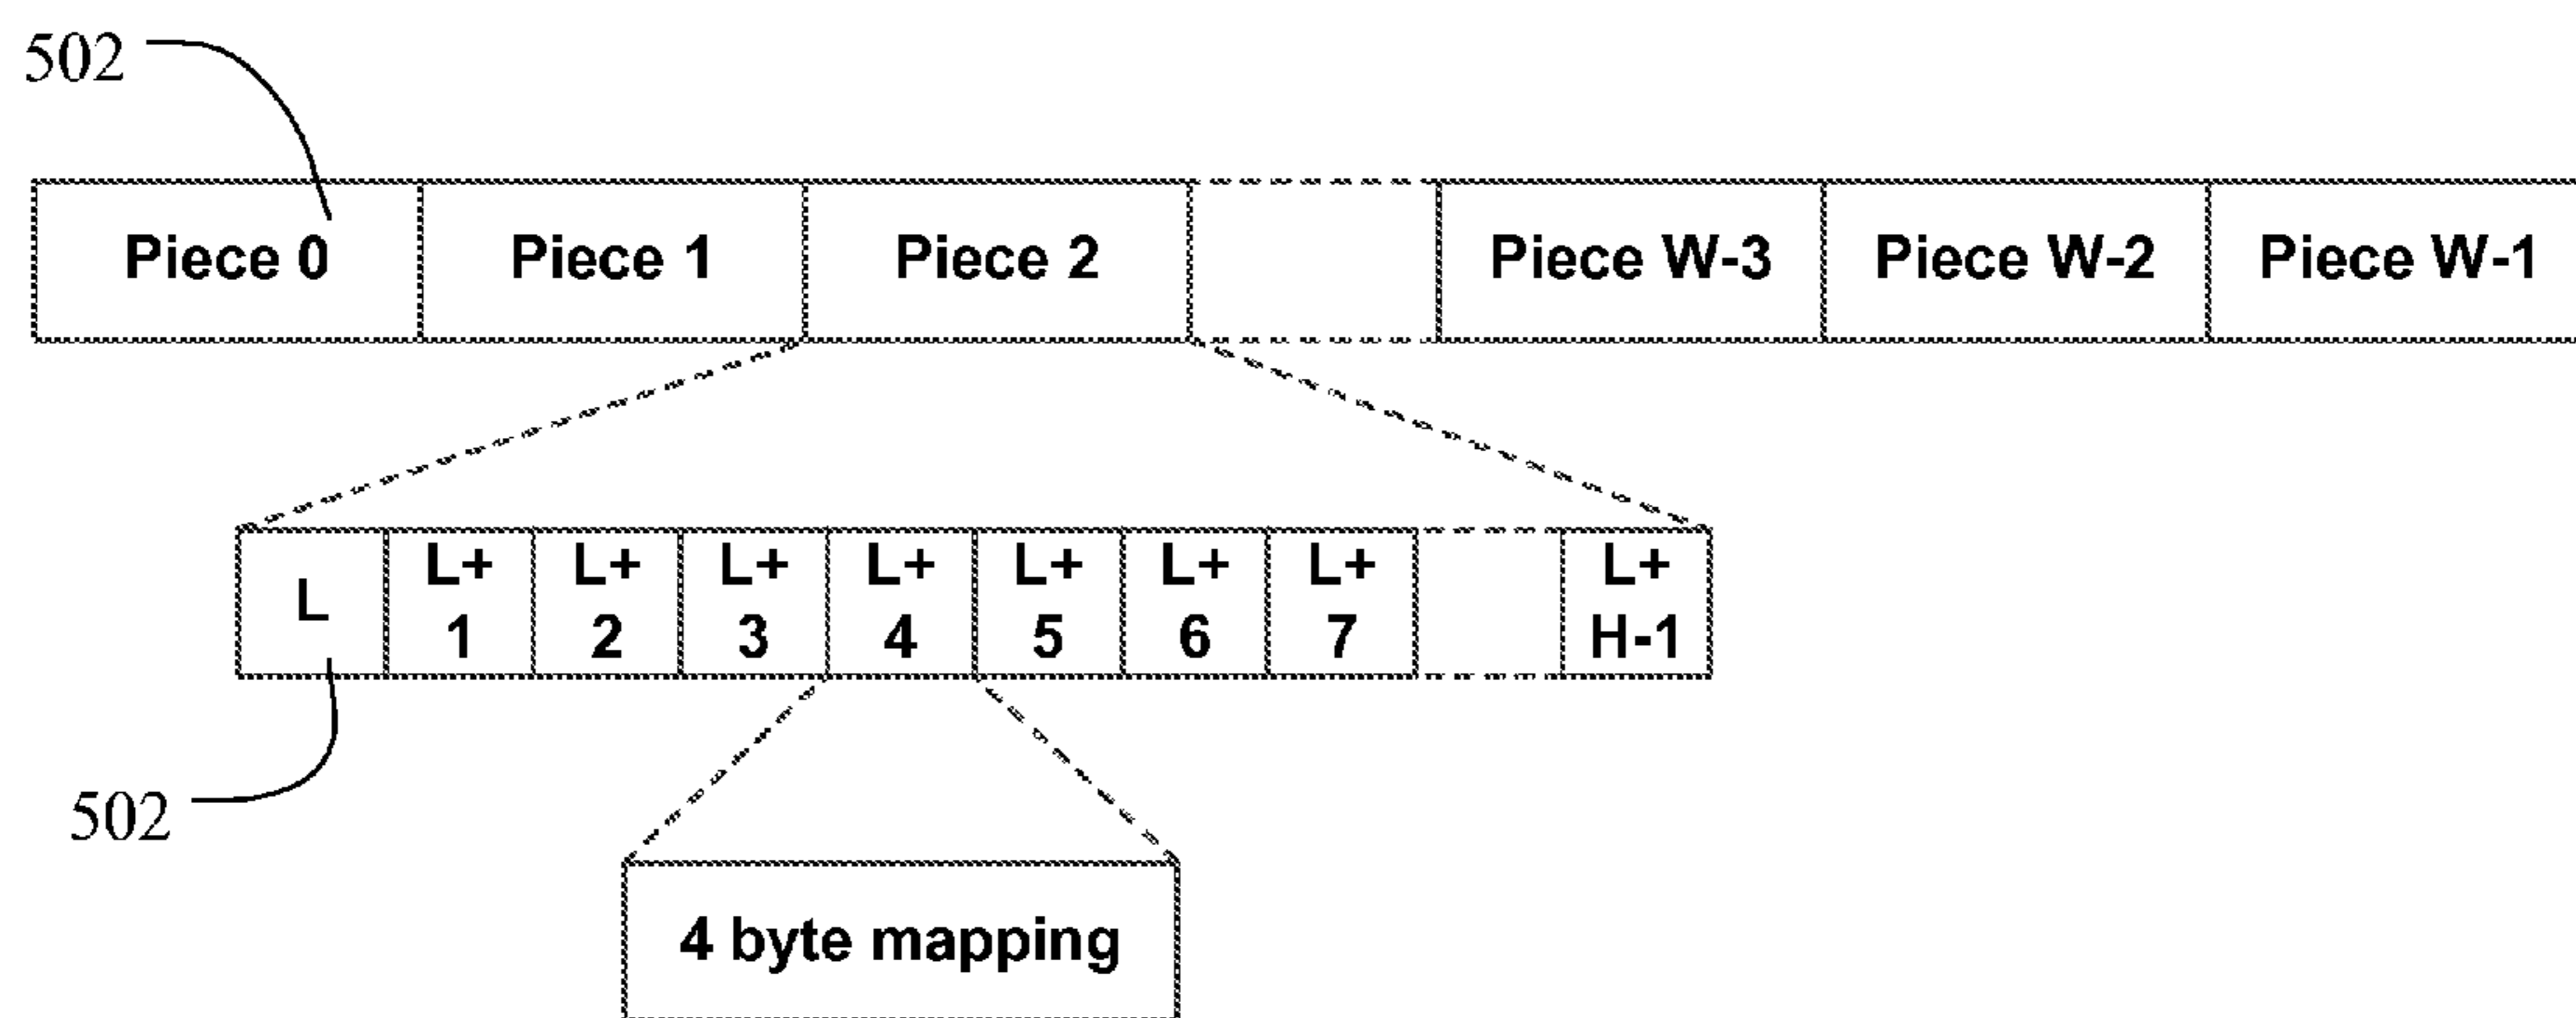 502
Piece 0 Piece 1 Piece 2 Piece W-3 Piece W-2 Piece W-1
L L+ L+ L+ L+ L+ L+ L+ L+
1 2 3 4 5 6 7 H-1
502
4 byte mapping